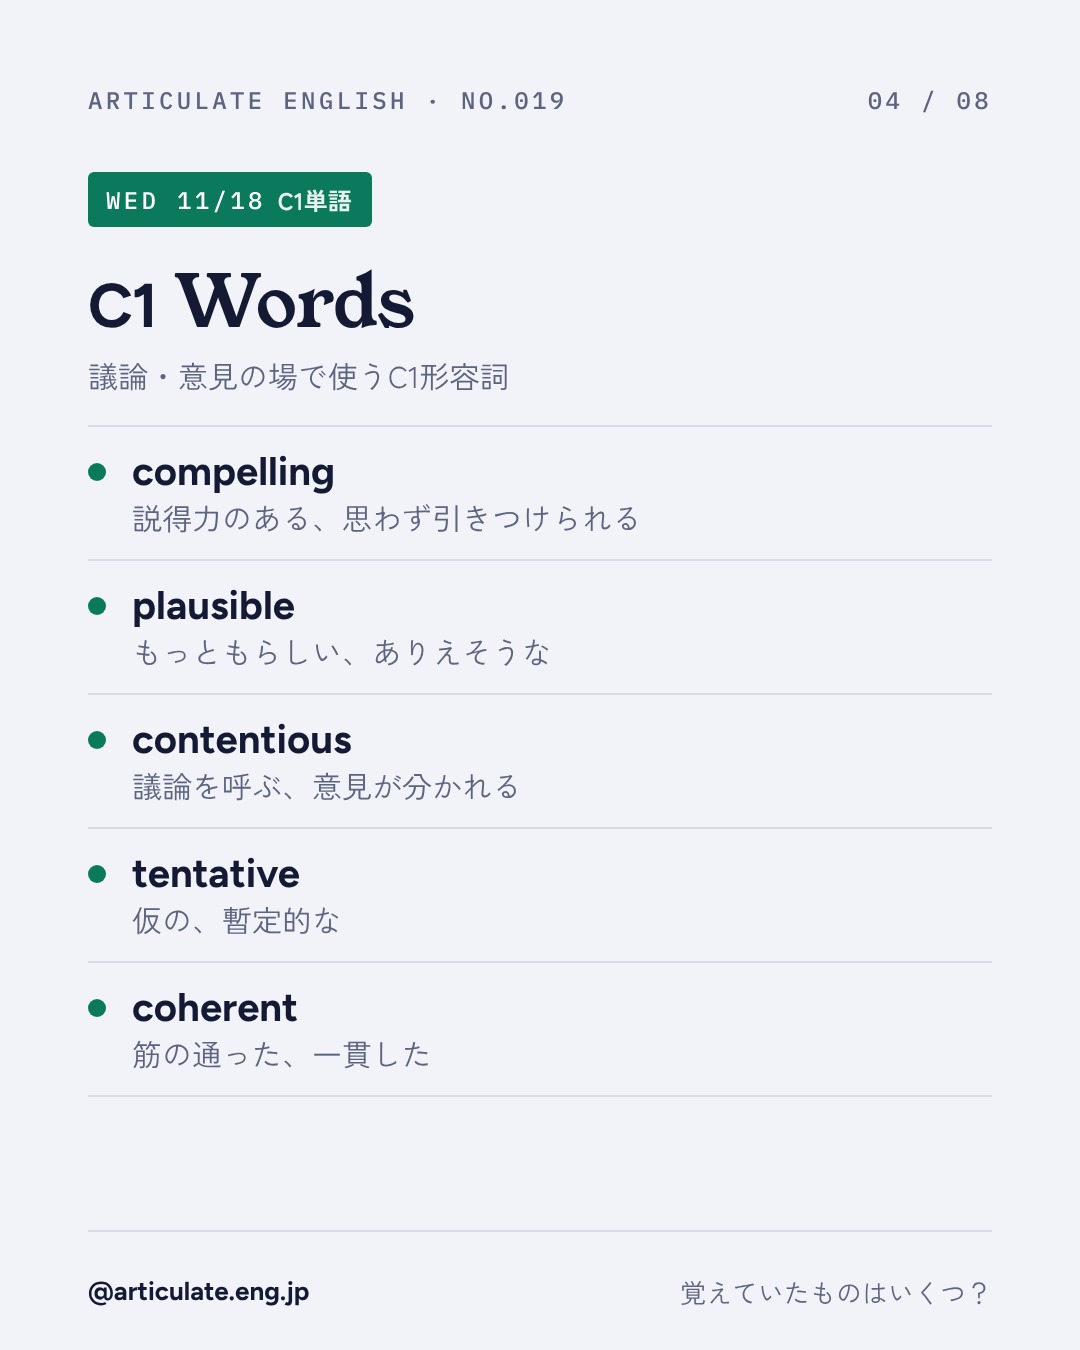 ARTICULATE ENGLISH · NO.019
04 / 08
WED 11/18 C1単語
C1 Words
議論・意見の場で使うC1形容詞
compelling
説得力のある、思わず引きつけられる
plausible
もっともらしい、ありえそうな
contentious
議論を呼ぶ、意見が分かれる
tentative
仮の、暫定的な
coherent
筋の通った、一貫した
@articulate.eng.jp
覚えていたものはいくつ？